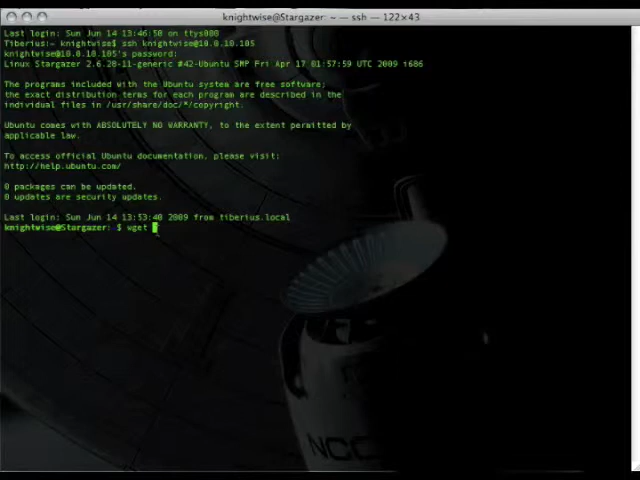 knightwise@Stargazer: ~ — ssh — 122×43
Last login: Sun Jun 14 13:46:50 on ttys000
Tiberius:~ knightwise$ ssh knightwise@10.0.10.105
knightwise@10.0.10.105's password:
Linux Stargazer 2.6.28-11-generic #42-Ubuntu SMP Fri Apr 17 01:57:59 UTC 2009 i686
The programs included with the Ubuntu system are free software;
the exact distribution terms for each program are described in the
individual files in /usr/share/doc/*/copyright.
Ubuntu comes with ABSOLUTELY NO WARRANTY, to the extent permitted by
applicable law.
To access official Ubuntu documentation, please visit:
http://help.ubuntu.com/
0 packages can be updated.
0 updates are security updates.
Last login: Sun Jun 14 13:53:40 2009 from tiberius.local
knightwise@Stargazer: $ wget
NCC